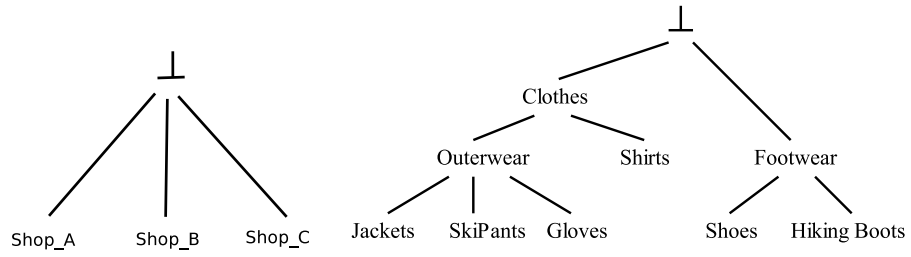 Clothes
Outerwear Shirts Footwear
Jackets SkiPants Gloves Shoes Hiking Boots
Shop_A Shop_B Shop_C